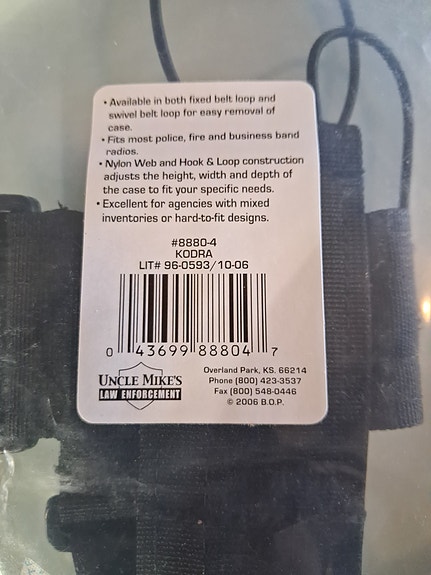 • Available in both fixed belt loop and
swivel belt loop for easy removal of
case.
• Fits most police, fire and business band
radios.
• Nylon Web and Hook & Loop construction
adjusts the height, width and depth of
the case to fit your specific needs.
• Excellent for agencies with mixed
inventories or hard-to-fit designs.
#8880-4
KODRA
LIT# 96-0593/10-06
0 43699 88804 7
UNCLE MIKE'S
LAW ENFORCEMENT
Overland Park, KS. 66214
Phone (800) 423-3537
Fax (800) 548-0446
© 2006 B.O.P.